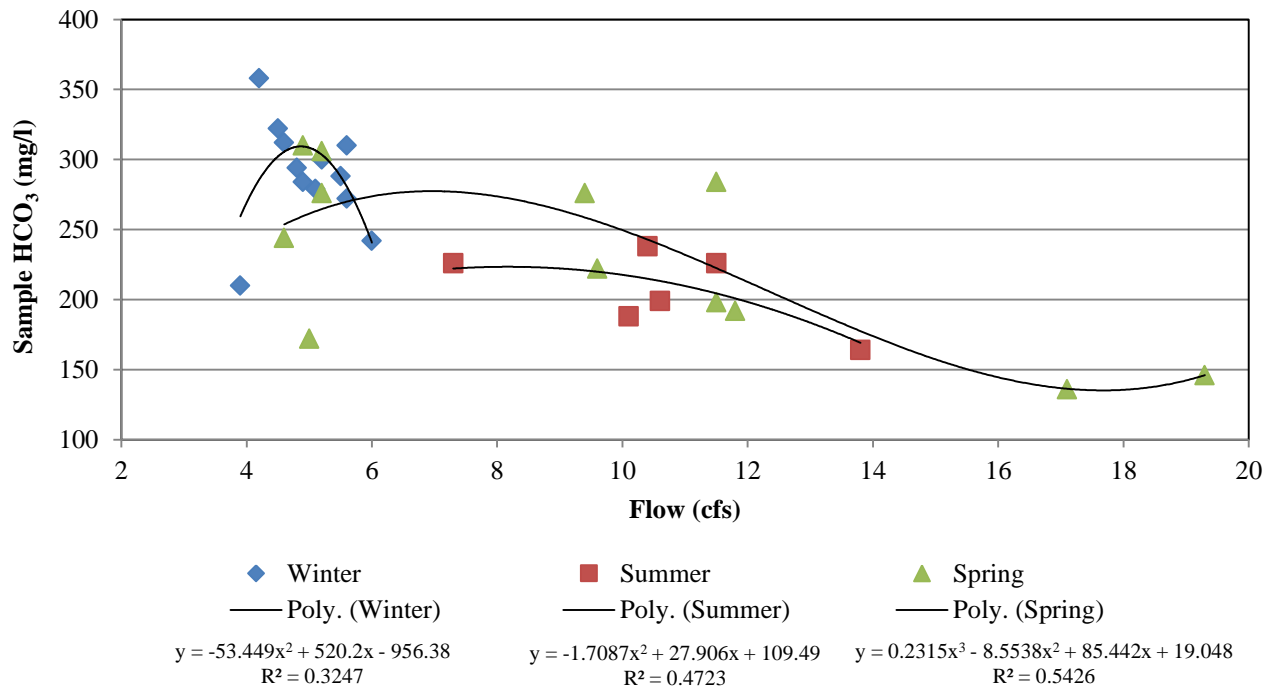 400
350
300
250
200
150
100
Sample HCO₃ (mg/l)
2 4 6 8 10 12 14 16 18 20
Flow (cfs)
Winter Summer Spring
Poly. (Winter) Poly. (Summer) Poly. (Spring)
y = -53.449x² + 520.2x - 956.38 y = -1.7087x² + 27.906x + 109.49 y = 0.2315x³ - 8.5538x² + 85.442x + 19.048
R² = 0.3247 R² = 0.4723 R² = 0.5426